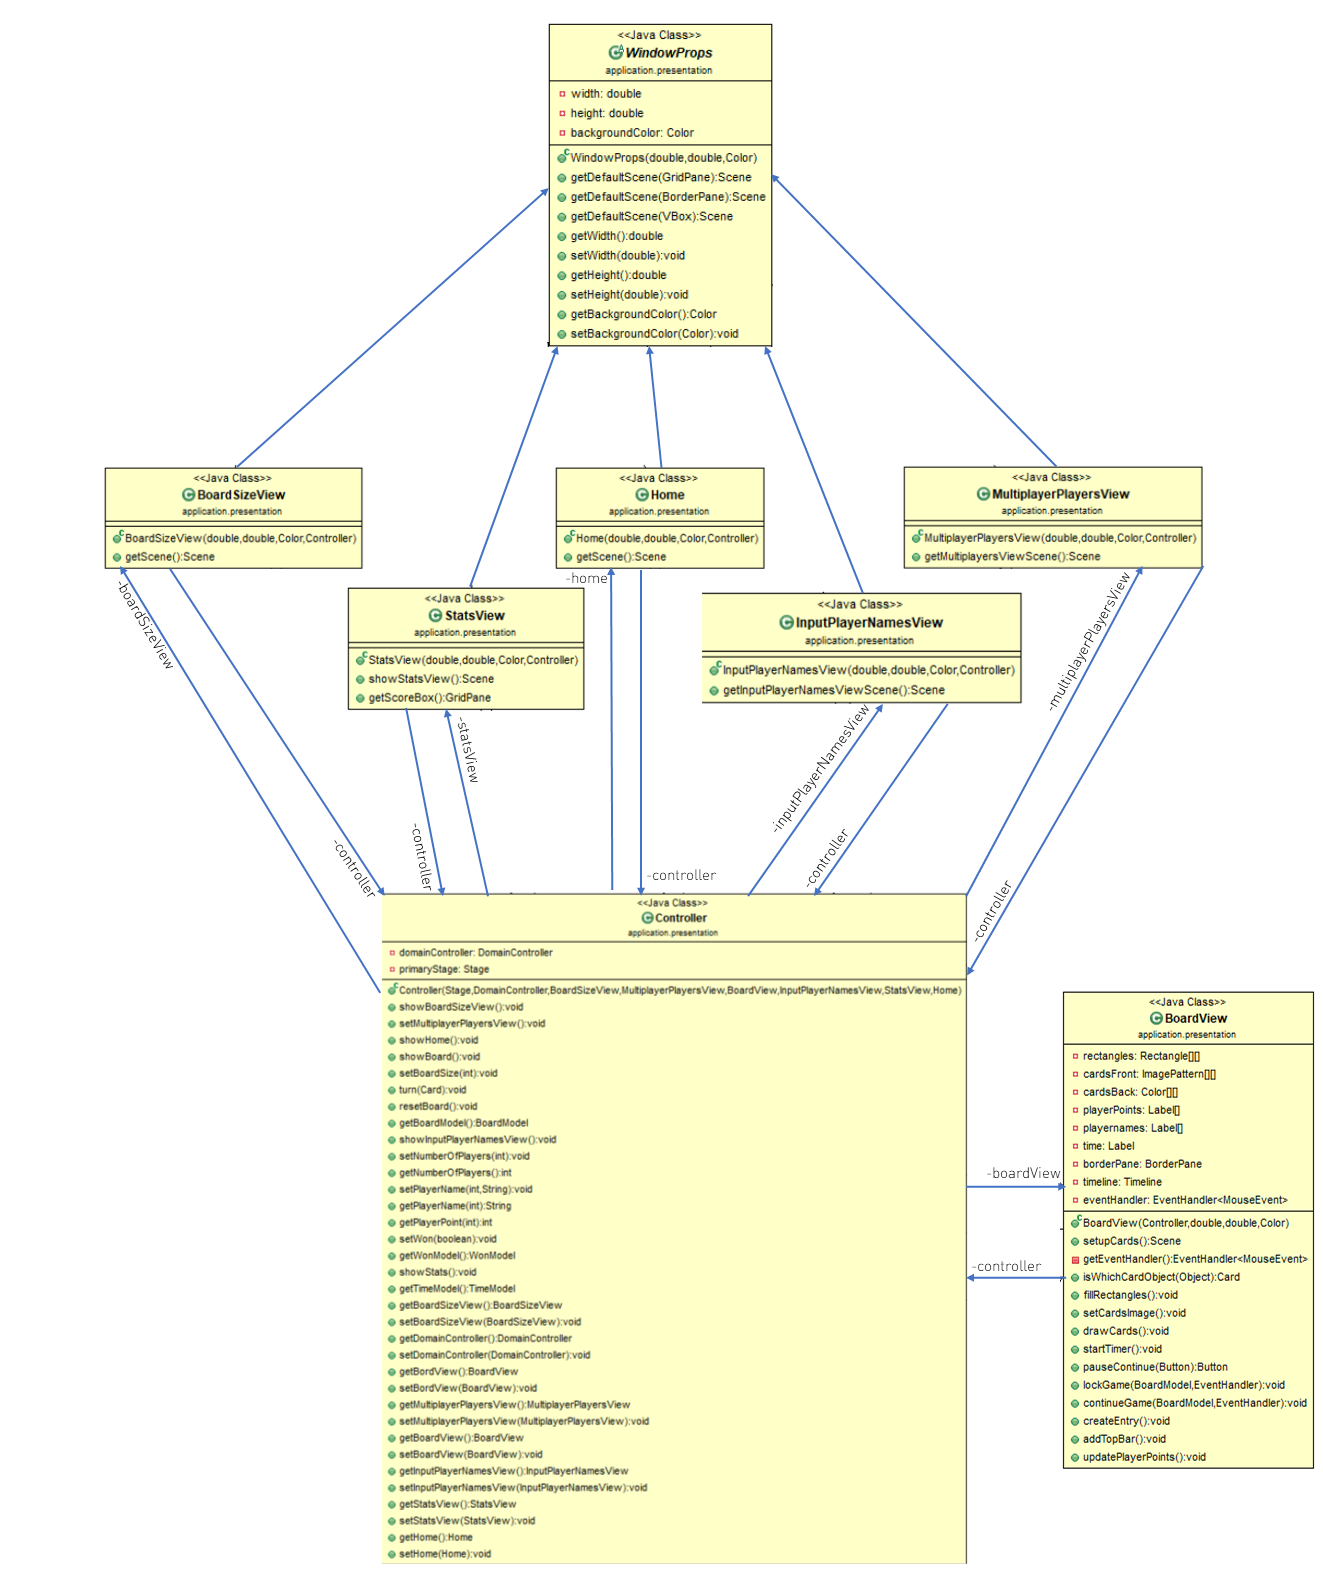 <<Java Class>>
WindowProps
application.presentation
width: double
height: double
backgroundColor: Color
WindowProps(double,double,Color)
getDefaultScene(GridPane):Scene
getDefaultScene(BorderPane):Scene
getDefaultScene(VBox):Scene
getWidth():double
setWidth(double):void
getHeight():double
setHeight(double):void
getBackgroundColor():Color
setBackgroundColor(Color):void
<<Java Class>>
BoardSizeView
application.presentation
BoardSizeView(double,double,Color,Controller)
getScene():Scene
<<Java Class>>
Home
application.presentation
Home(double,double,Color,Controller)
getScene():Scene
<<Java Class>>
MultiplayerPlayersView
application.presentation
MultiplayerPlayersView(double,double,Color,Controller)
getMultiplayersViewScene():Scene
<<Java Class>>
StatsView
application.presentation
StatsView(double,double,Color,Controller)
showStatsView():Scene
getScoreBox():GridPane
<<Java Class>>
InputPlayerNamesView
application.presentation
InputPlayerNamesView(double,double,Color,Controller)
getInputPlayerNamesViewScene():Scene
-boardSizeView
-controller
-controller
-statsView
-home
-controller
-inputPlayerNamesView
-controller
-multiplayerPlayersView
-controller
<<Java Class>>
Controller
application.presentation
domainController: DomainController
primaryStage: Stage
Controller(Stage,DomainController,BoardSizeView,MultiplayerPlayersView,BoardView,InputPlayerNamesView,StatsView,Home)
showBoardSizeView():void
setMultiplayerPlayersView():void
showHome():void
showBoard():void
setBoardSize(int):void
turn(Card):void
resetBoard():void
getBoardModel():BoardModel
showInputPlayerNamesView():void
setNumberOfPlayers(int):void
getNumberOfPlayers():int
setPlayerName(int,String):void
getPlayerName(int):String
getPlayerPoint(int):int
setWon(boolean):void
getWonModel():WonModel
showStats():void
getTimeModel():TimeModel
getBoardSizeView():BoardSizeView
setBoardSizeView(BoardSizeView):void
getDomainController():DomainController
setDomainController(DomainController):void
getBordView():BoardView
setBordView(BoardView):void
getMultiplayerPlayersView():MultiplayerPlayersView
setMultiplayerPlayersView(MultiplayerPlayersView):void
getBoardView():BoardView
setBoardView(BoardView):void
getInputPlayerNamesView():InputPlayerNamesView
setInputPlayerNamesView(InputPlayerNamesView):void
getStatsView():StatsView
setStatsView(StatsView):void
getHome():Home
setHome(Home):void
-boardView
-controller
<<Java Class>>
BoardView
application.presentation
rectangles: Rectangle[][]
cardsFront: ImagePattern[][]
cardsBack: Color[][]
playerPoints: Label[]
playernames: Label[]
time: Label
borderPane: BorderPane
timeline: Timeline
eventHandler: EventHandler<MouseEvent>
BoardView(Controller,double,double,Color)
setupCards():Scene
getEventHandler():EventHandler<MouseEvent>
isWhichCardObject(Object):Card
fillRectangles():void
setCardsImage():void
drawCards():void
startTimer():void
pauseContinue(Button):Button
lockGame(BoardModel,EventHandler):void
continueGame(BoardModel,EventHandler):void
createEntry():void
addTopBar():void
updatePlayerPoints():void